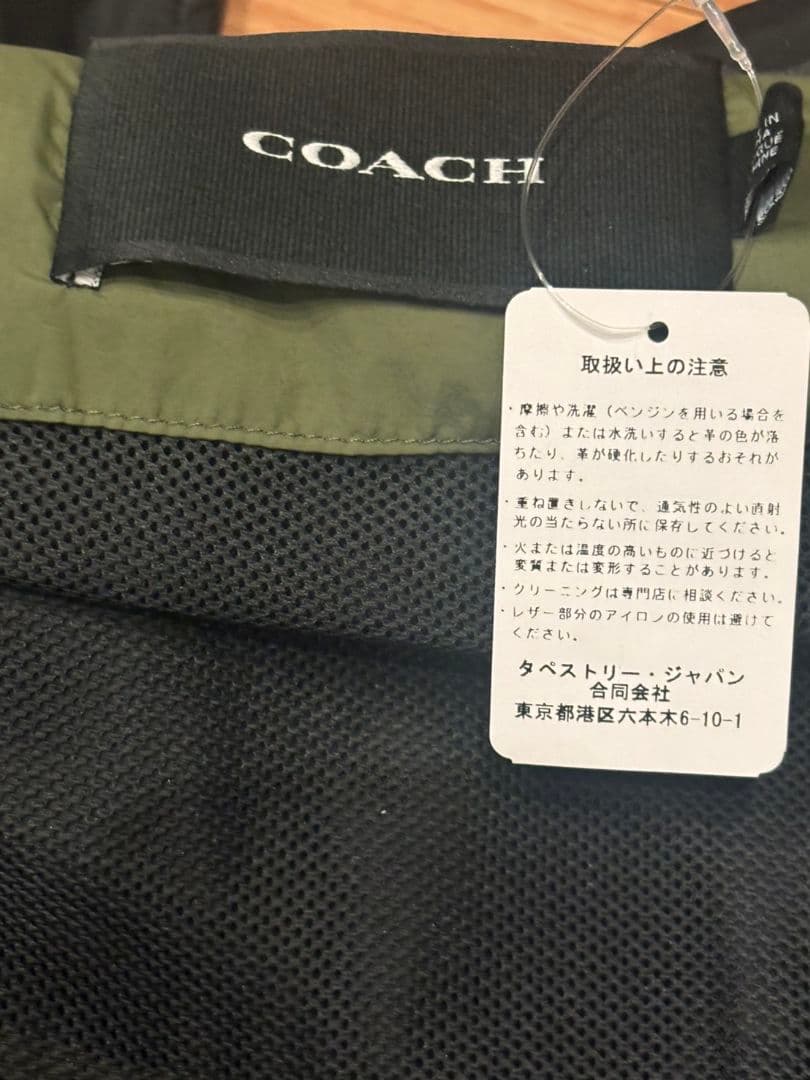 COACH
IN
取扱い上の注意
・摩擦や洗濯（ベンジンを用いる場合を
含む）または水洗いすると革の色が落
ちたり、革が硬化したりするおそれが
あります。
・重ね置きしないで、通気性のよい直射
光の当たらない所に保存してください。
・火または温度の高いものに近づけると
変質または変形することがあります。
・クリーニングは専門店に相談ください。
・レザー部分のアイロンの使用は避けて
ください。
タペストリー・ジャパン
合同会社
東京都港区六本木6-10-1